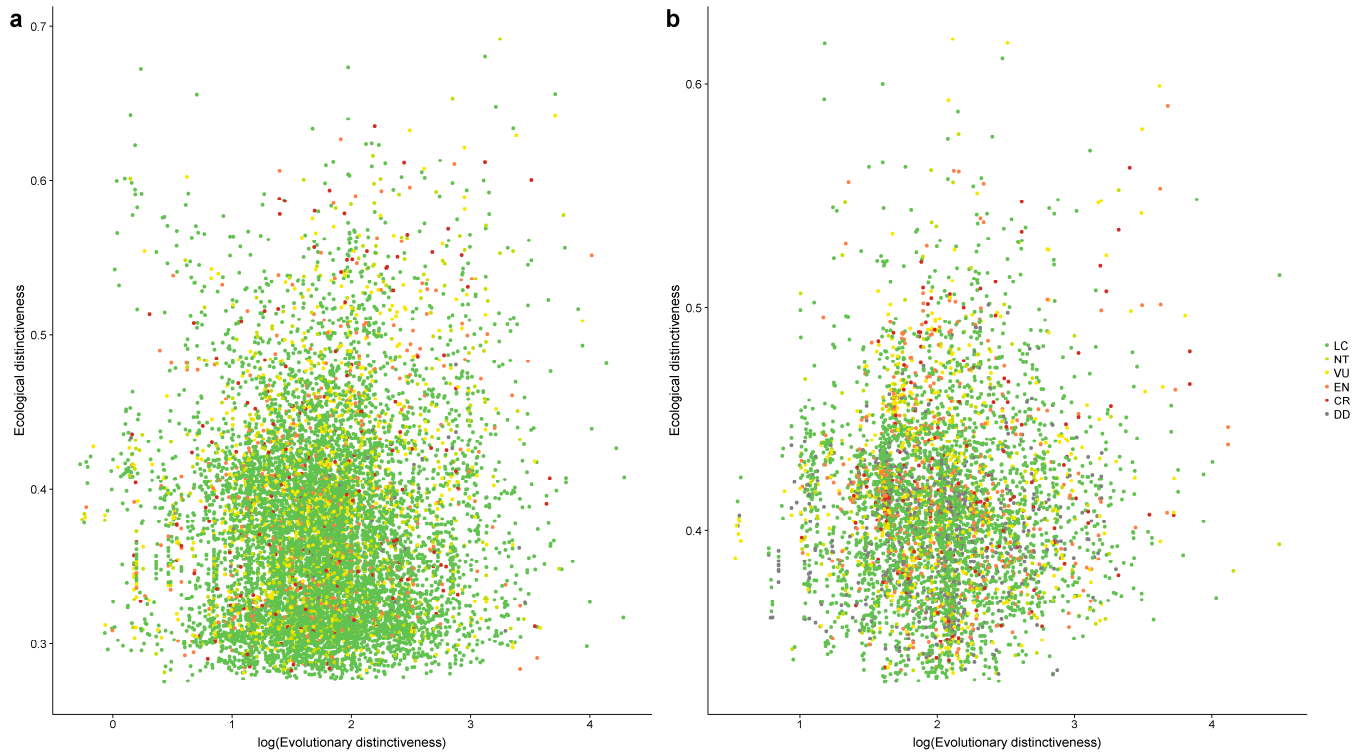 a
b
0.7
0.6
0.5
0.4
0.3
Ecological distinctiveness
0 1 2 3 4
log(Evolutionary distinctiveness)
0.6
0.5
0.4
Ecological distinctiveness
1 2 3 4
log(Evolutionary distinctiveness)
LC
NT
VU
EN
CR
DD